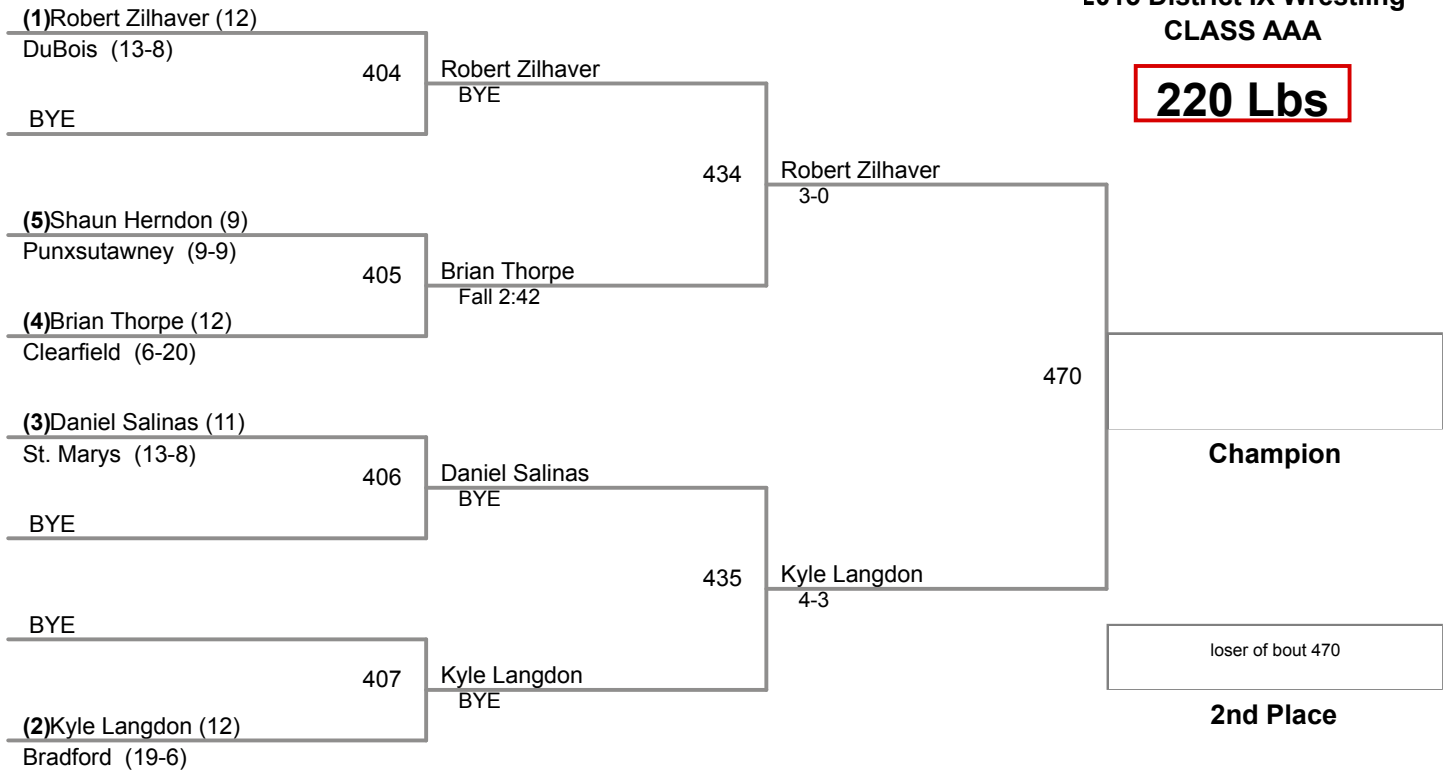 District IX Wrestling
CLASS AAA
220 Lbs
(1)Robert Zilhaver (12)
DuBois (13-8)
404
Robert Zilhaver
BYE
BYE
434
Robert Zilhaver
3-0
(5)Shaun Herndon (9)
Punxsutawney (9-9)
405
Brian Thorpe
Fall 2:42
(4)Brian Thorpe (12)
Clearfield (6-20)
470
(3)Daniel Salinas (11)
St. Marys (13-8)
406
Daniel Salinas
BYE
BYE
Champion
435
Kyle Langdon
4-3
BYE
407
Kyle Langdon
BYE
(2)Kyle Langdon (12)
Bradford (19-6)
loser of bout 470
2nd Place